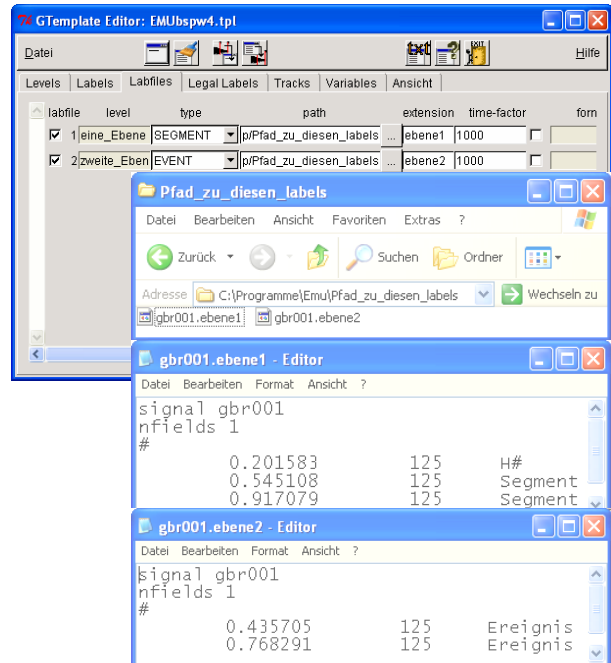 GTemplate Editor: EMUbspw4.tpl
Datei Hilfe
Levels Labels Labfiles Legal Labels Tracks Variables Ansicht
labfile level type path extension time-factor forn
1 eine_Ebene SEGMENT p/Pfad_zu_diesen_labels ... ebene1 1000
2 zweite_Eben EVENT p/Pfad_zu_diesen_labels ... ebene2 1000
Pfad_zu_diesen_labels
Datei Bearbeiten Ansicht Favoriten Extras ?
Zurück Suchen Ordner
Adresse C:\Programme\Emu\Pfad_zu_diesen_labels Wechseln zu
gbr001.ebene1 gbr001.ebene2
gbr001.ebene1 - Editor
Datei Bearbeiten Format Ansicht ?
signal gbr001
nfields 1
#
0.201583 125 H#
0.545108 125 Segment
0.917079 125 Segment
gbr001.ebene2 - Editor
Datei Bearbeiten Format Ansicht ?
signal gbr001
nfields 1
#
0.435705 125 Ereignis
0.768291 125 Ereignis